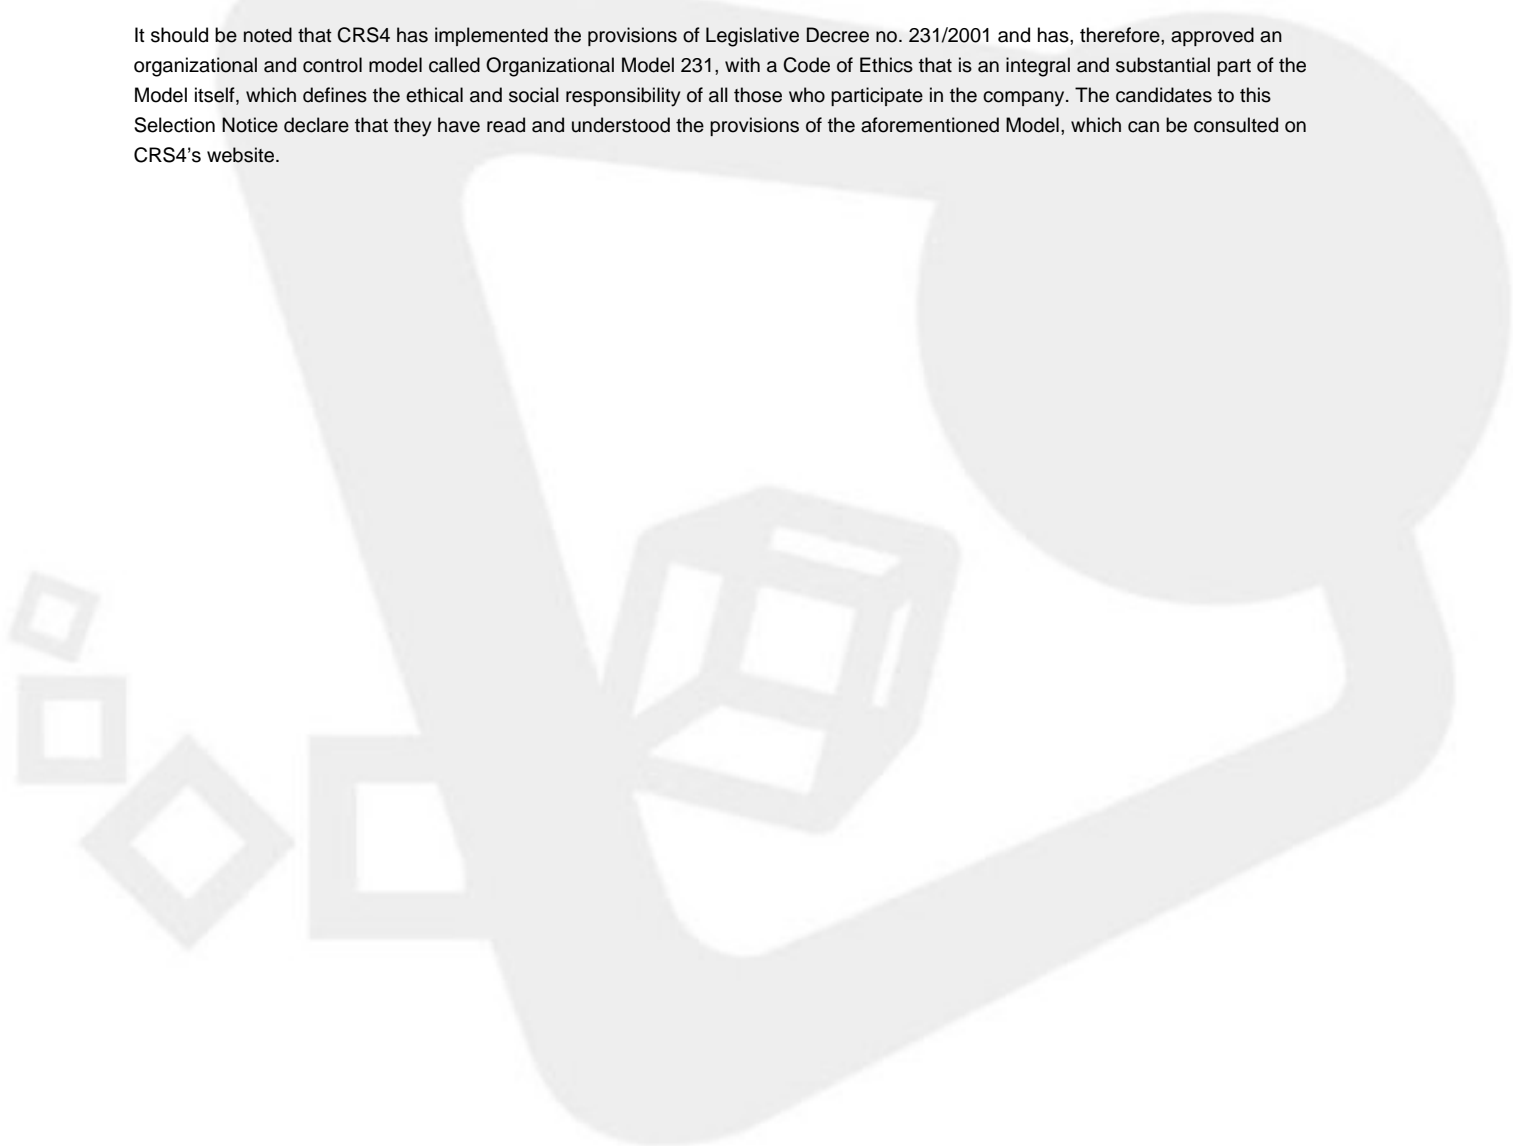 It should be noted that CRS4 has implemented the provisions of Legislative Decree no. 231/2001 and has, therefore, approved an
organizational and control model called Organizational Model 231, with a Code of Ethics that is an integral and substantial part of the
Model itself, which defines the ethical and social responsibility of all those who participate in the company. The candidates to this
Selection Notice declare that they have read and understood the provisions of the aforementioned Model, which can be consulted on
CRS4’s website.